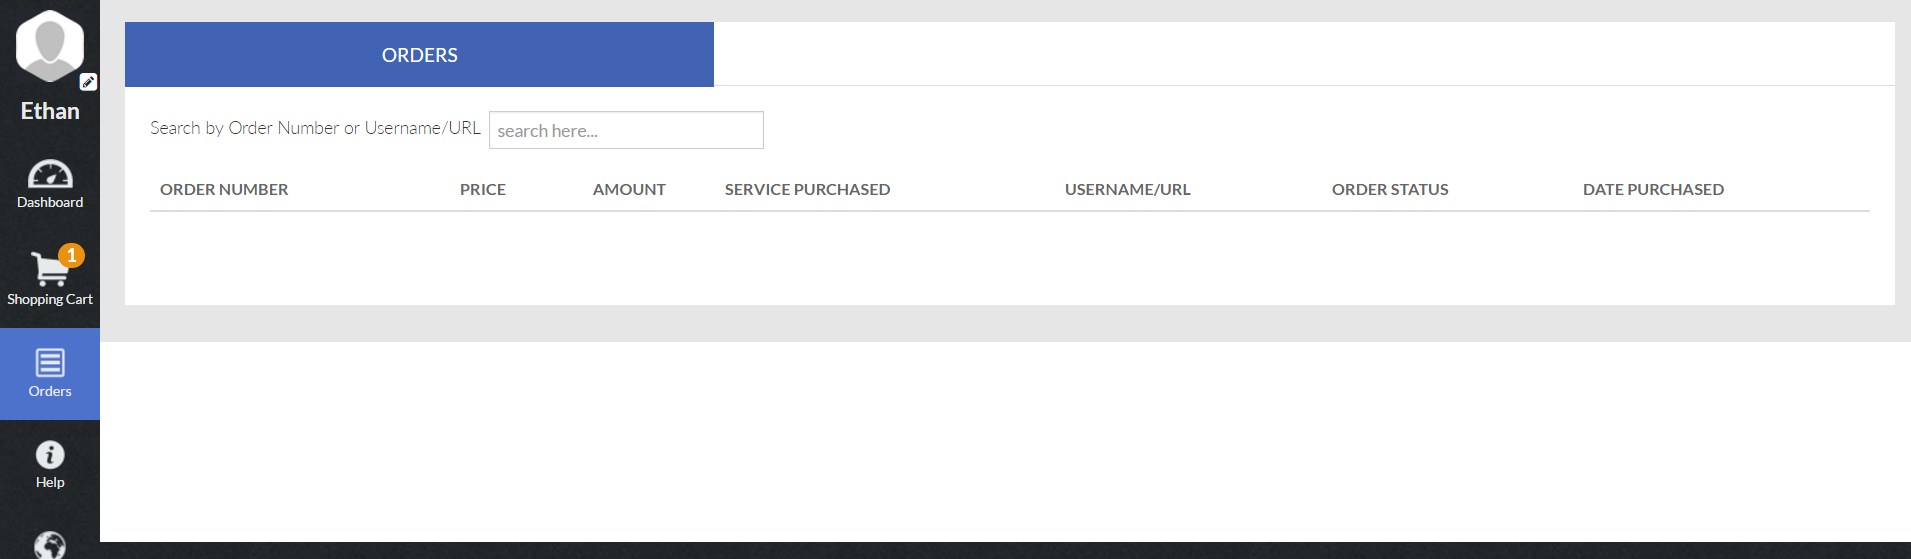 Ethan
Dashboard
1
Shopping Cart
Orders
Help
ORDERS
Search by Order Number or Username/URL search here...
ORDER NUMBER PRICE AMOUNT SERVICE PURCHASED USERNAME/URL ORDER STATUS DATE PURCHASED